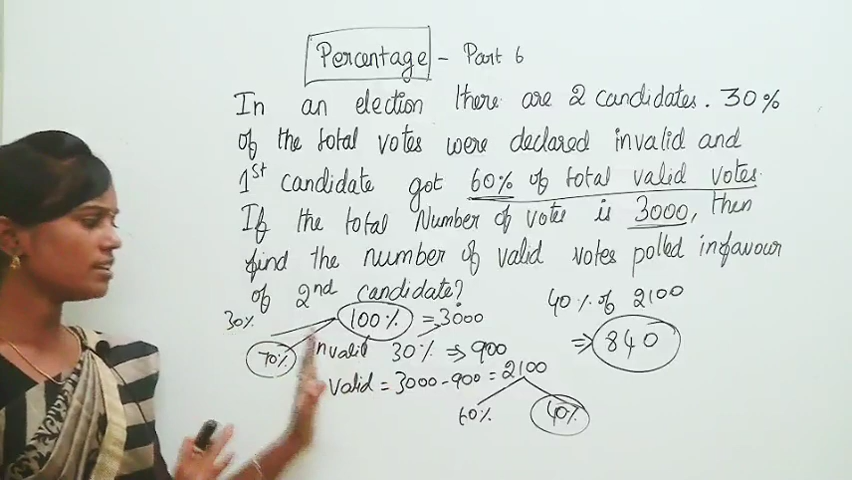 Percentage - Part 6
In an election there are 2 candidates. 30%
of the total votes were declared invalid and
1st candidate got 60% of total valid votes.
If the total Number of votes is 3000, then
find the number of valid votes polled infavour
of 2nd candidate?
40% of 2100
30% 100% = 3000
⇒ 840
70% Invalid 30% ⇒ 900
Valid = 3000 - 900 = 2100
60% 40%